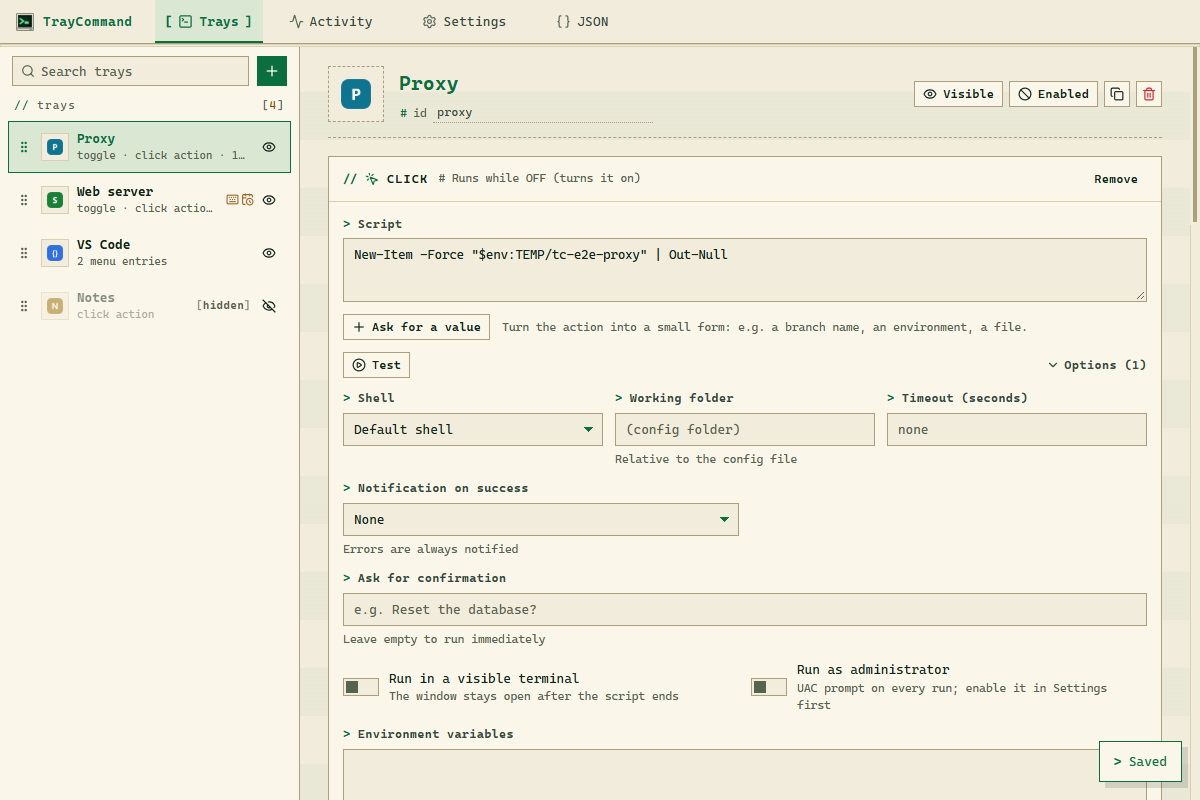 TrayCommand
[ Trays ]
Activity
Settings
{} JSON
Search trays
// trays [4]
P Proxy
toggle · click action · 1…
S Web server
toggle · click actio…
VS Code
2 menu entries
N Notes
click action
[hidden]
P
Proxy
# id proxy
Visible
Enabled
// CLICK # Runs while OFF (turns it on)
Remove
> Script
New-Item -Force "$env:TEMP/tc-e2e-proxy" | Out-Null
+ Ask for a value
Turn the action into a small form: e.g. a branch name, an environment, a file.
Test
Options (1)
> Shell
> Working folder
> Timeout (seconds)
Default shell
(config folder)
none
Relative to the config file
> Notification on success
None
Errors are always notified
> Ask for confirmation
e.g. Reset the database?
Leave empty to run immediately
Run in a visible terminal
The window stays open after the script ends
Run as administrator
UAC prompt on every run; enable it in Settings
first
> Environment variables
> Saved